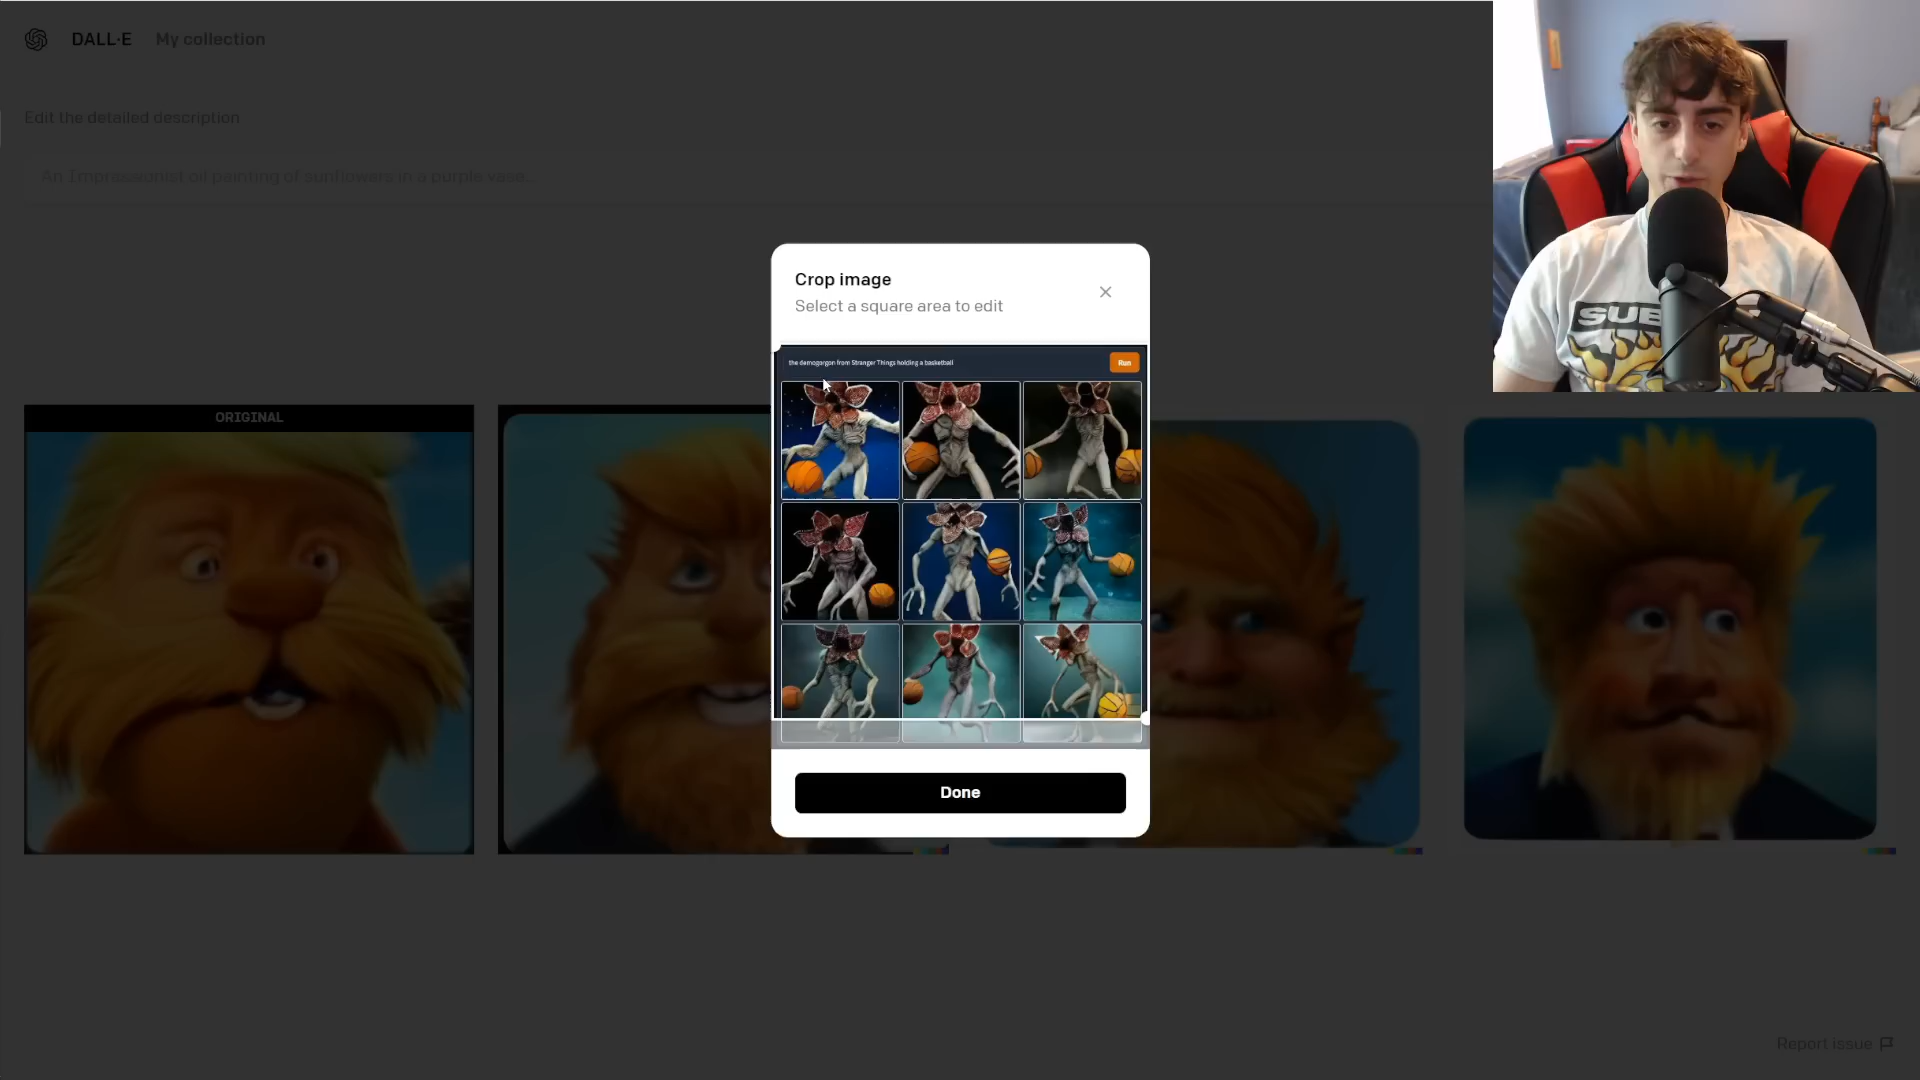 DALL·E My collection
Edit the detailed description
An Impressionist oil painting of sunflowers in a purple vase...
Crop image
Select a square area to edit
the demogorgon from Stranger Things holding a basketball
Run
ORIGINAL
SUB
Done
Report issue